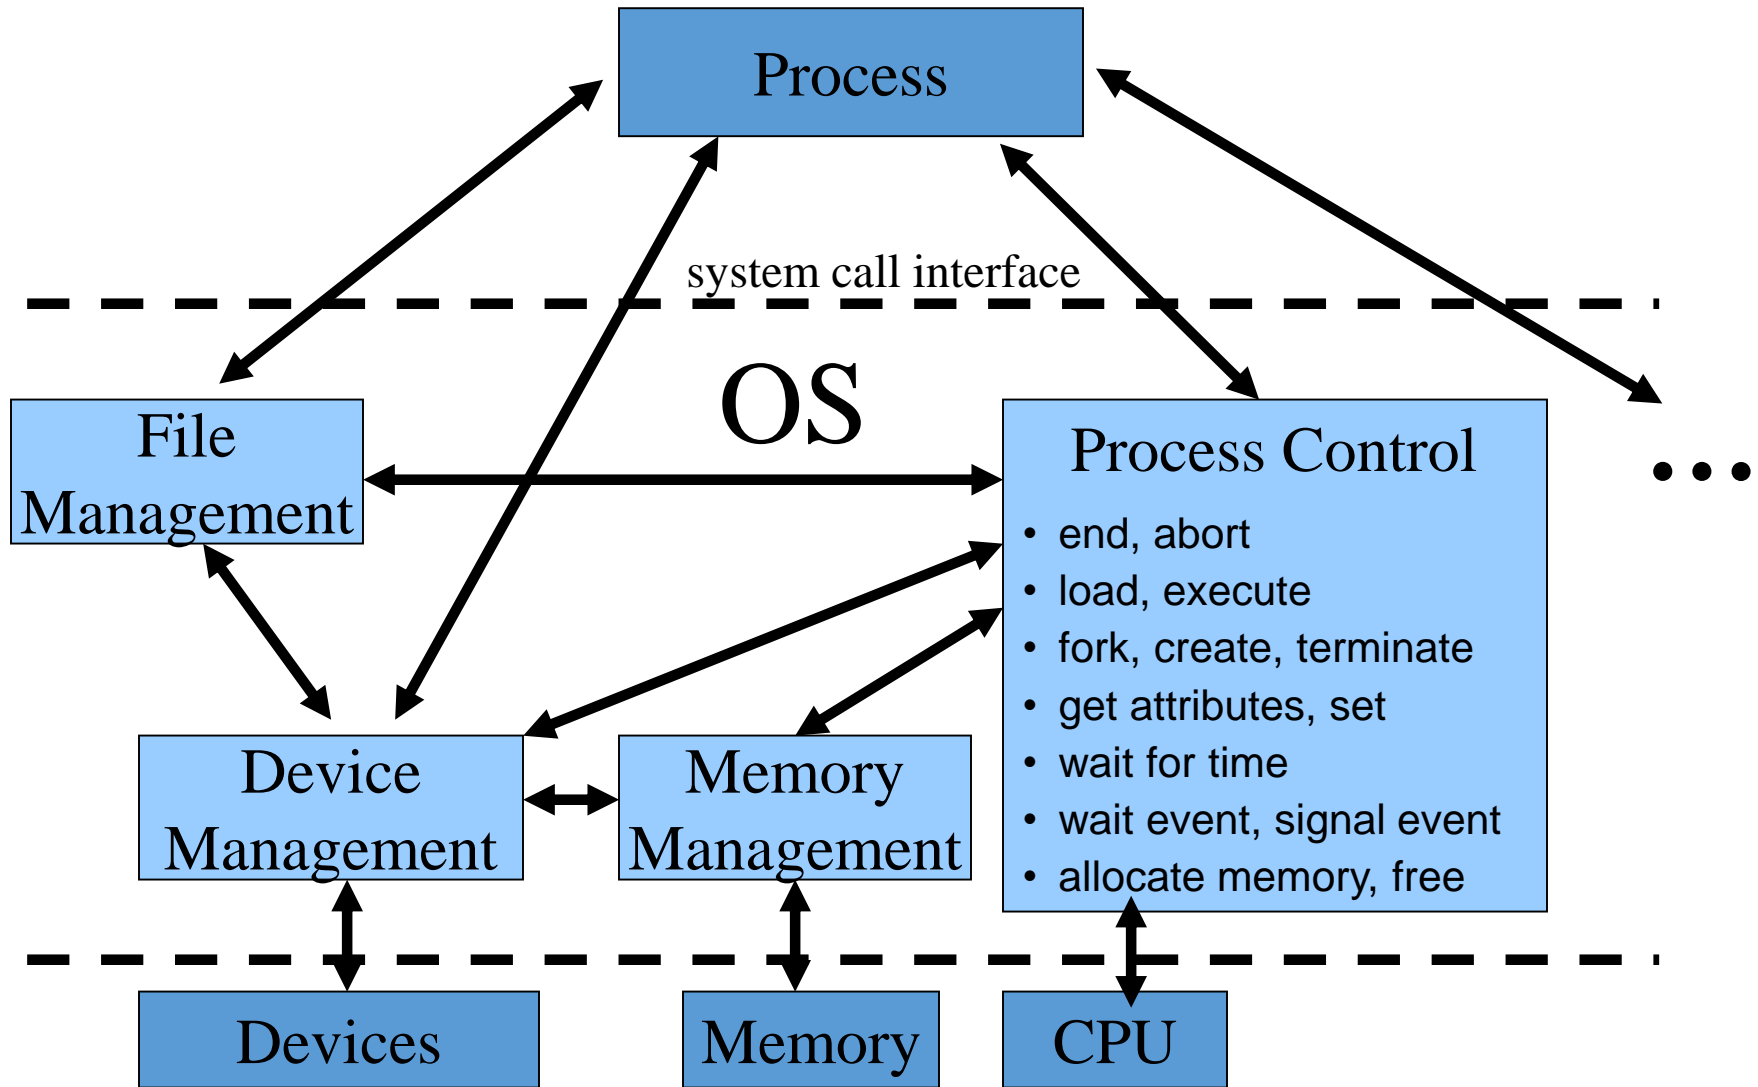 Process
system call interface
OS
File
Management
Process Control
• • •
• end, abort
• load, execute
• fork, create, terminate
• get attributes, set
• wait for time
• wait event, signal event
• allocate memory, free
Device
Management
Memory
Management
Devices
Memory
CPU